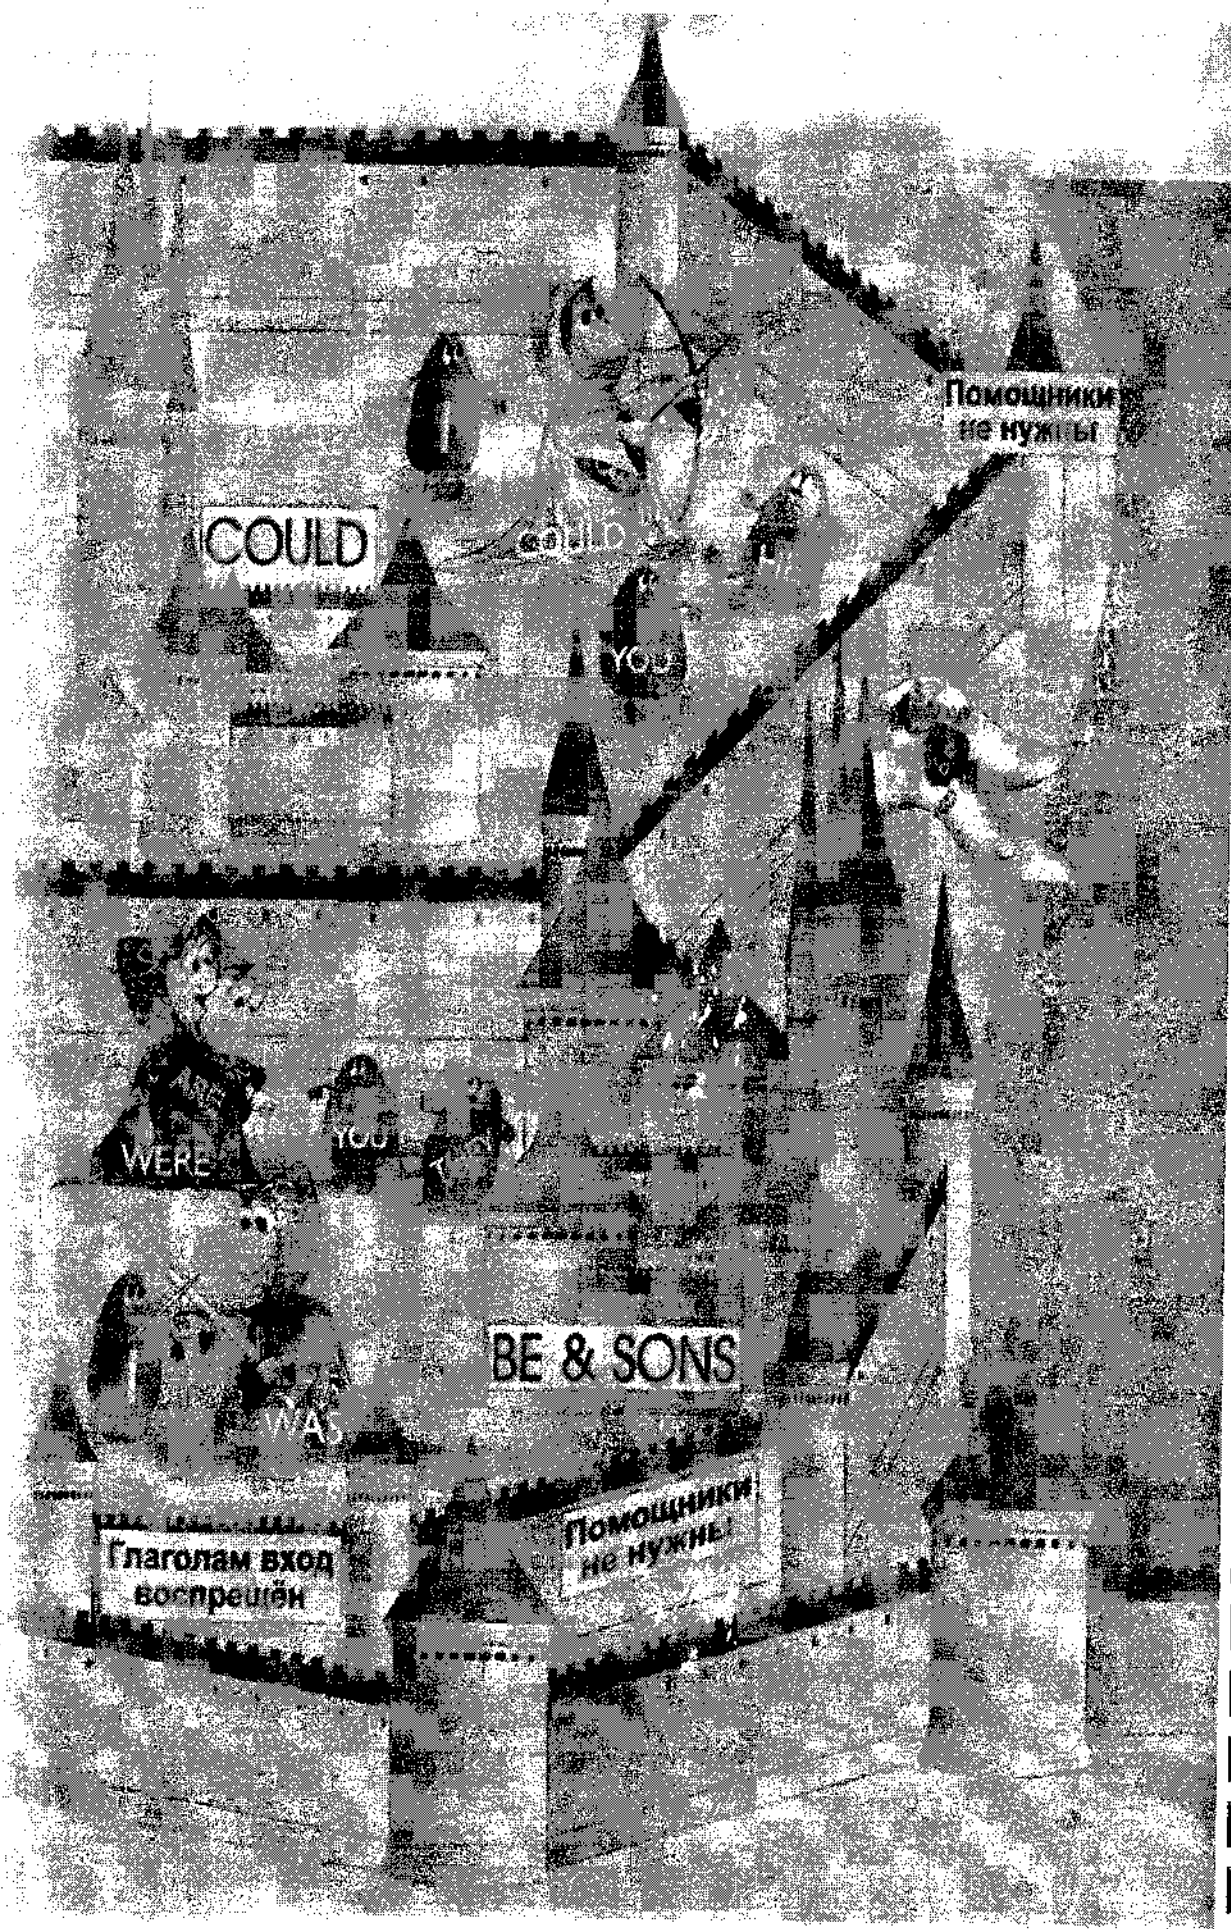 Помощники
не нужны
COULD
COULD
YOU
ARE
YOU
WERE
I
WAS
BE & SONS
Помощники
не нужны
Глаголам вход
воспрещён